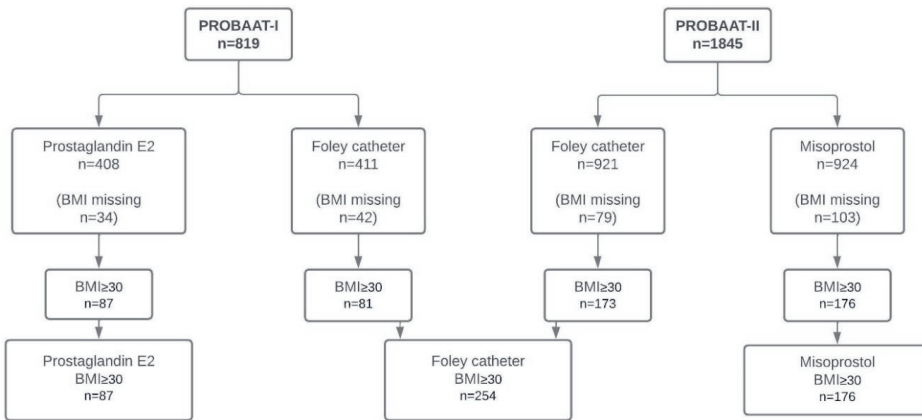 PROBAAT-I
n=819
PROBAAT-II
n=1845
Prostaglandin E2
n=408
(BMI missing
n=34)
Foley catheter
n=411
(BMI missing
n=42)
Foley catheter
n=921
(BMI missing
n=79)
Misoprostol
n=924
(BMI missing
n=103)
BMI≥30
n=87
BMI≥30
n=81
BMI≥30
n=173
BMI≥30
n=176
Prostaglandin E2
BMI≥30
n=87
Foley catheter
BMI≥30
n=254
Misoprostol
BMI≥30
n=176